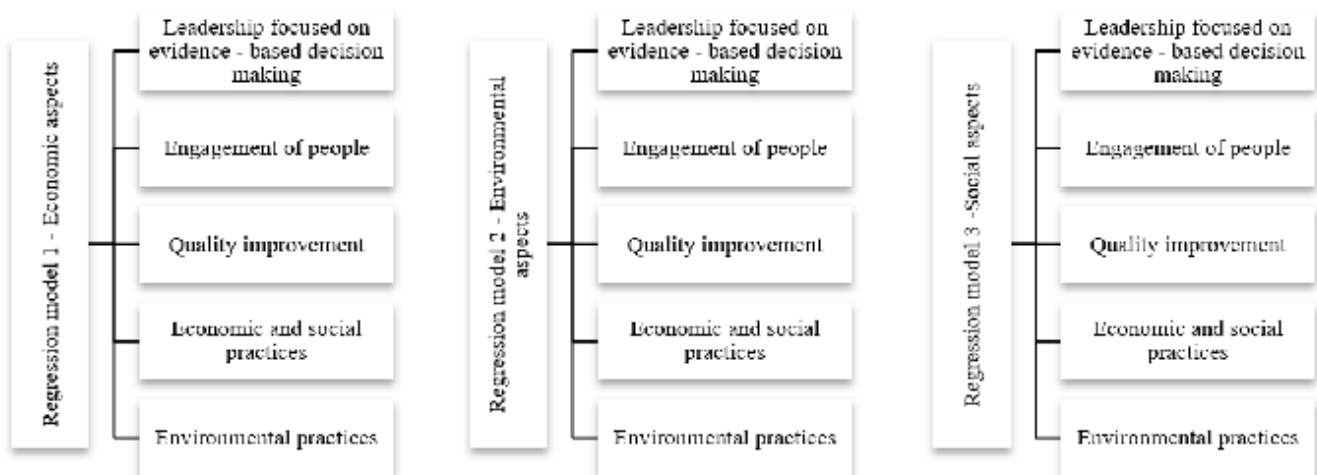 Regression model 1 - Economic aspects
Leadership focused on
evidence - based decision
making
Engagement of people
Quality improvement
Economic and social
practices
Environmental practices
Regression model 2 - Environmental
aspects
Leadership focused on
evidence - based decision
making
Engagement of people
Quality improvement
Economic and social
practices
Environmental practices
Regression model 3 -Social aspects
Leadership focused on
evidence - based decision
making
Engagement of people
Quality improvement
Economic and social
practices
Environmental practices